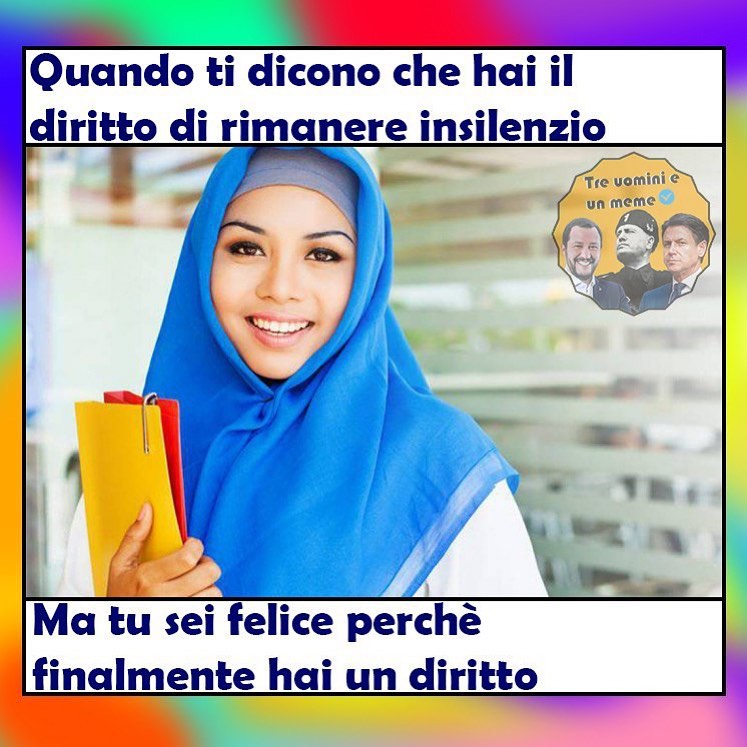 Quando ti dicono che hai il
diritto di rimanere insilenzio
Tre uomini e
un meme
Ma tu sei felice perchè
finalmente hai un diritto